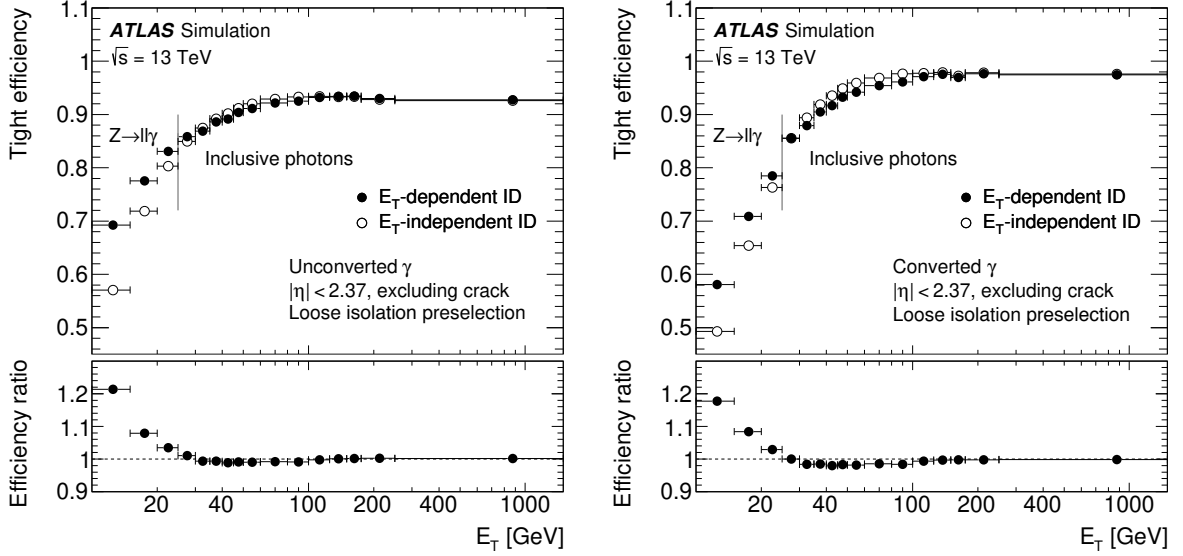 Tight efficiency
1.1
1
0.9
0.8
0.7
0.6
0.5
ATLAS Simulation
√s = 13 TeV
Z→llγ
Inclusive photons
E_T-dependent ID
E_T-independent ID
Unconverted γ
|η| < 2.37, excluding crack
Loose isolation preselection
Efficiency ratio
1.2
1.1
1
0.9
20 40 100 200 1000
E_T [GeV]
Tight efficiency
1.1
1
0.9
0.8
0.7
0.6
0.5
ATLAS Simulation
√s = 13 TeV
Z→llγ
Inclusive photons
E_T-dependent ID
E_T-independent ID
Converted γ
|η| < 2.37, excluding crack
Loose isolation preselection
Efficiency ratio
1.2
1.1
1
0.9
20 40 100 200 1000
E_T [GeV]